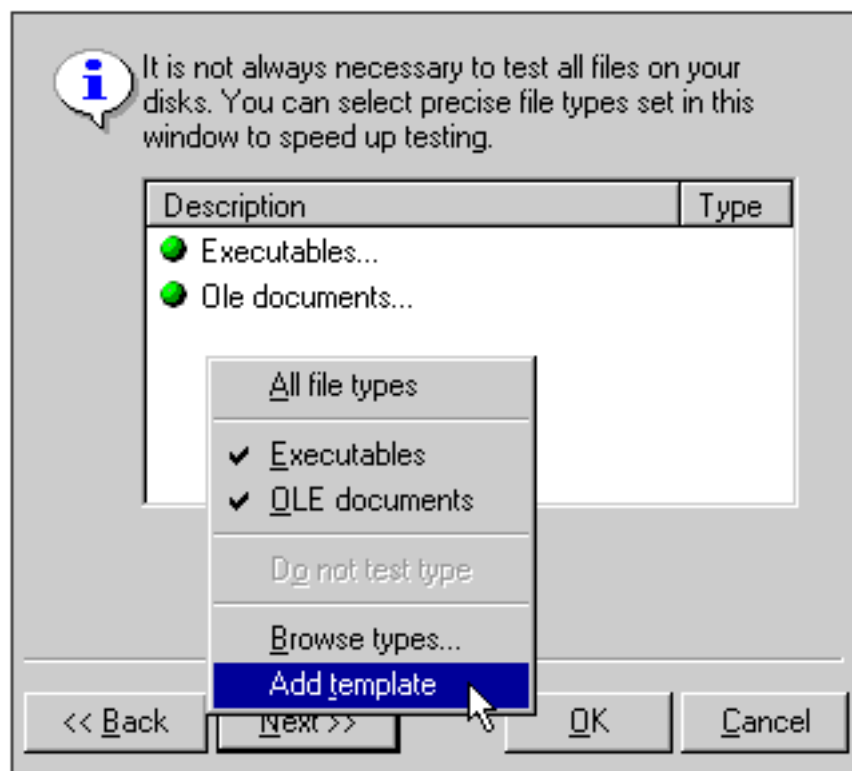 It is not always necessary to test all files on your
disks. You can select precise file types set in this
window to speed up testing.
Description Type
Executables...
Ole documents...
All file types
Executables
OLE documents
Do not test type
Browse types...
Add template
<< Back Next >> OK Cancel